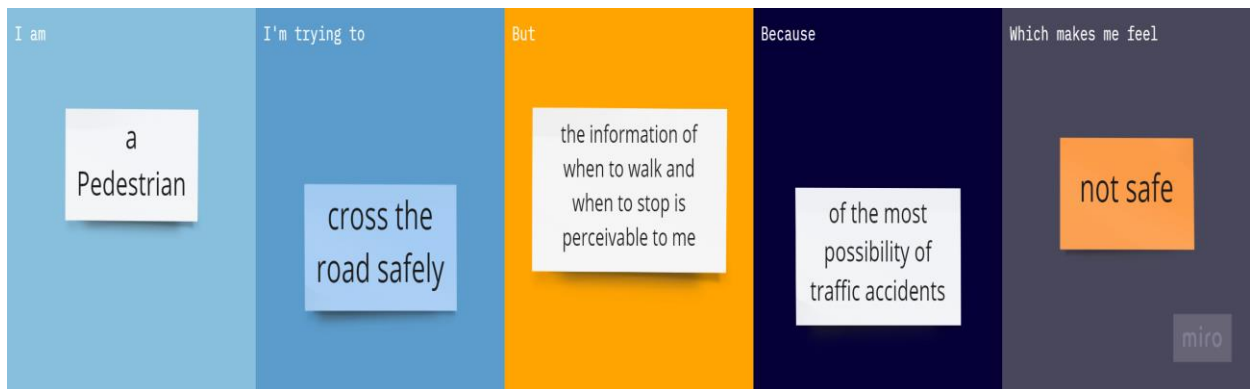 I am
a
Pedestrian
I'm trying to
cross the
road safely
But
the information of
when to walk and
when to stop is
perceivable to me
Because
of the most
possibility of
traffic accidents
Which makes me feel
not safe
miro